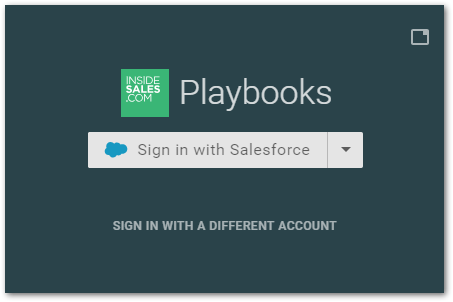 INSIDE
SALES
.COM
Playbooks
Sign in with Salesforce
SIGN IN WITH A DIFFERENT ACCOUNT